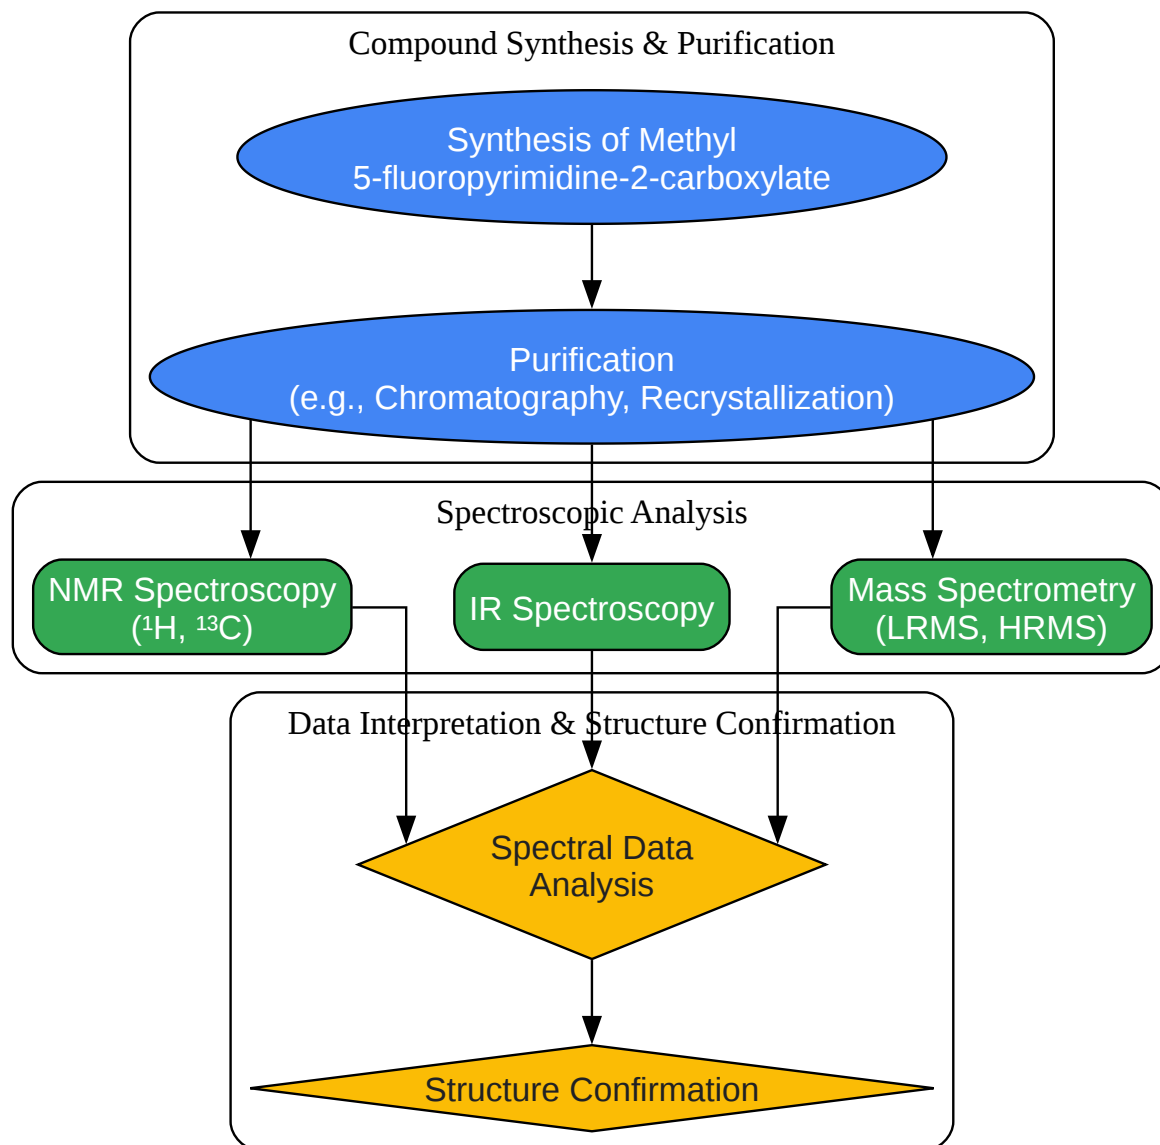 Compound Synthesis & Purification
Synthesis of Methyl
5-fluoropyrimidine-2-carboxylate
Purification
(e.g., Chromatography, Recrystallization)
Spectroscopic Analysis
NMR Spectroscopy
(¹H, ¹³C)
IR Spectroscopy
Mass Spectrometry
(LRMS, HRMS)
Data Interpretation & Structure Confirmation
Spectral Data
Analysis
Structure Confirmation